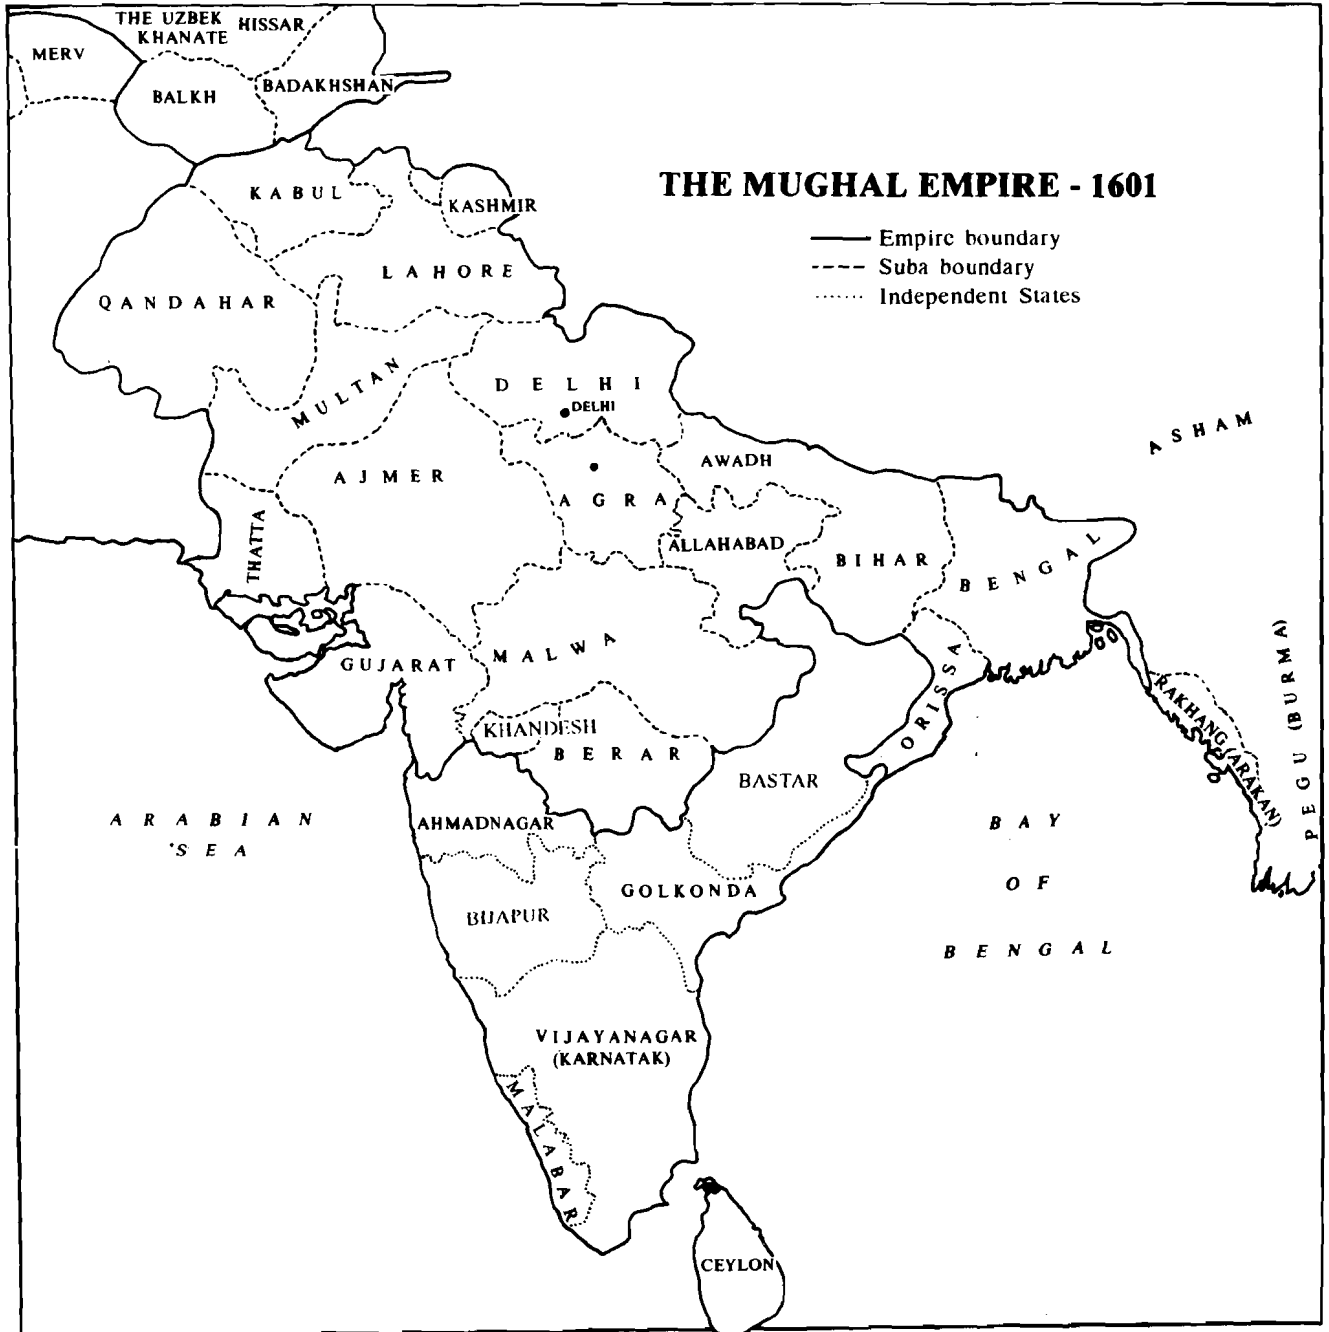 THE UZBEK
KHANATE
HISSAR
MERV
BALKH
BADAKHSHAN
THE MUGHAL EMPIRE - 1601
Empire boundary
Suba boundary
Independent States
KABUL
KASHMIR
LAHORE
QANDAHAR
MULTAN
DELHI
DELHI
ASHAM
AJMER
AWADH
AGRA
THATTA
ALLAHABAD
BIHAR
BENGAL
GUJARAT
MALWA
ORISSA
RAKHANG (ARAKAN)
PEGU (BURMA)
KHANDESH
BERAR
BASTAR
ARABIAN
SEA
AHMADNAGAR
BAY
OF
BENGAL
GOLKONDA
BIJAPUR
VIJAYANAGAR
(KARNATAK)
MALABAR
CEYLON